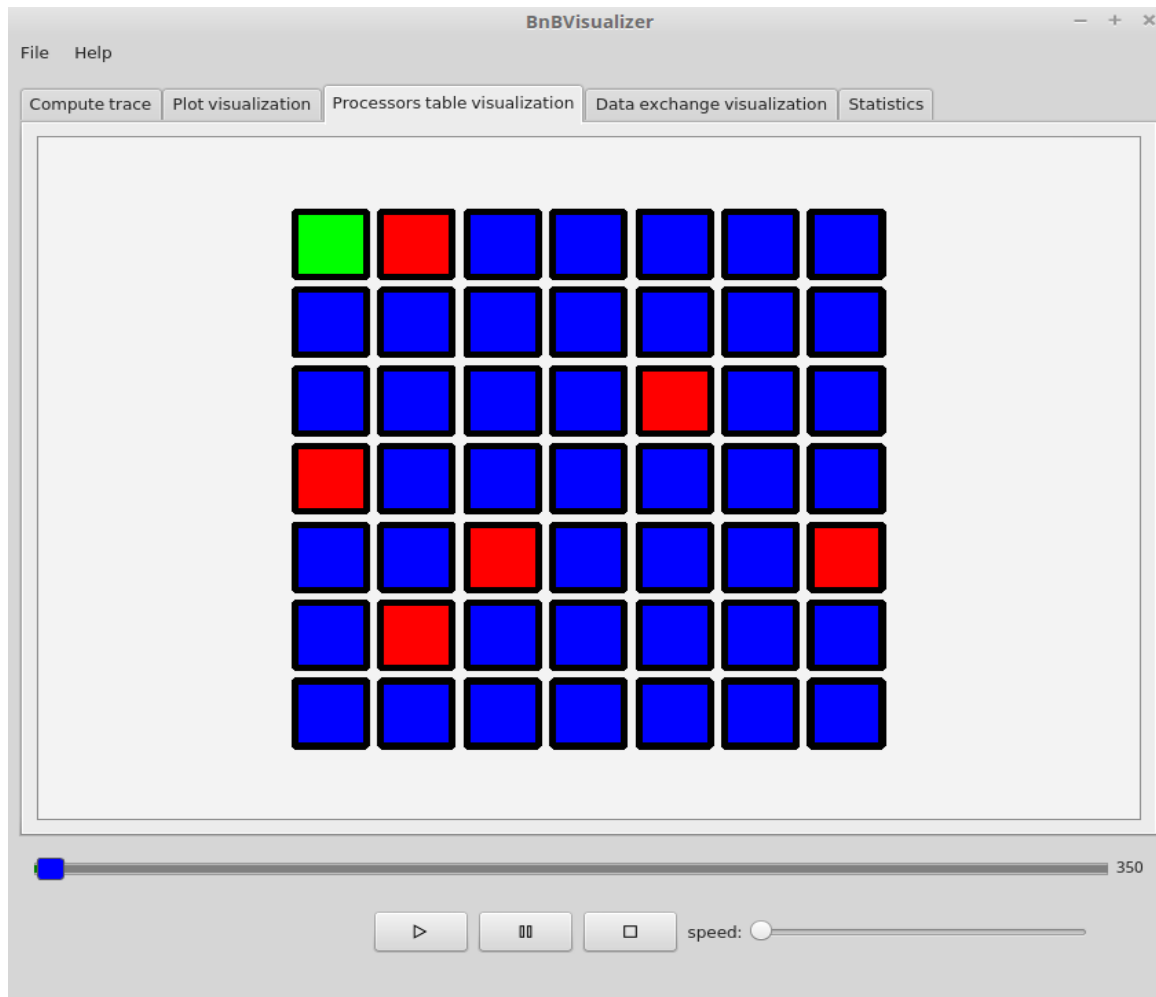 BnBVisualizer
File Help
Compute trace Plot visualization Processors table visualization Data exchange visualization Statistics
350
speed: